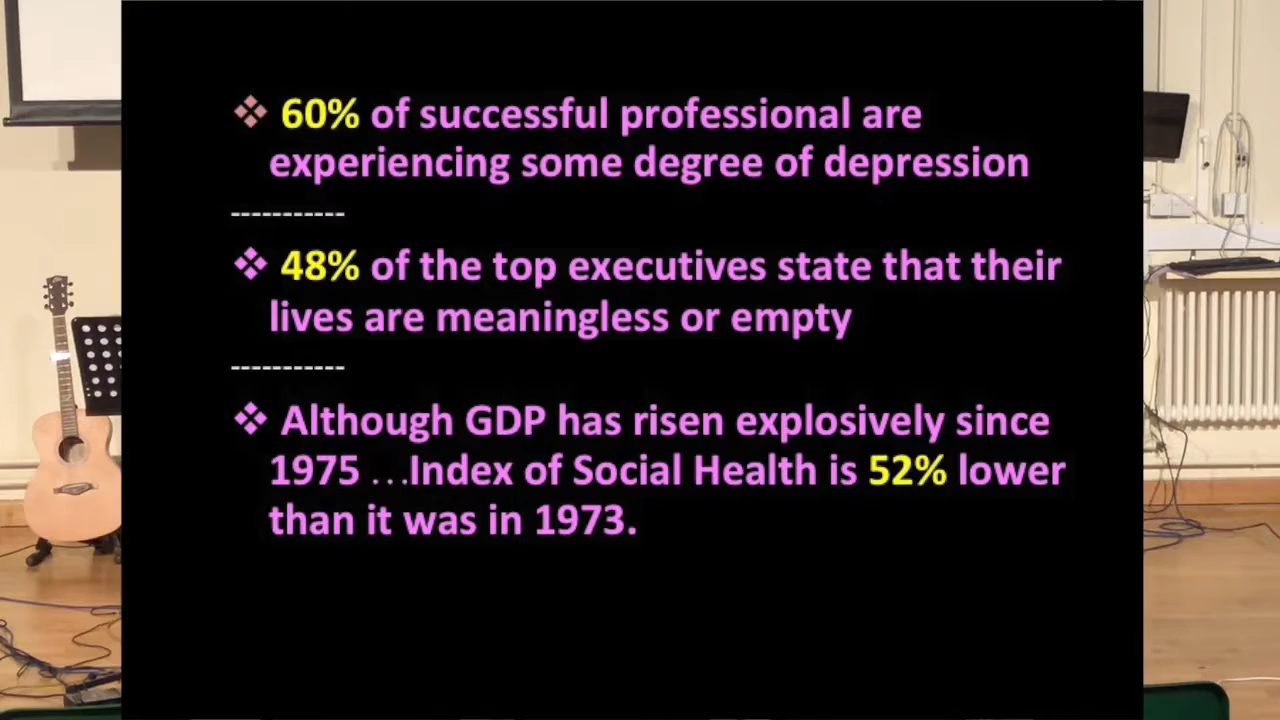 ❖ 60% of successful professional are
experiencing some degree of depression
-----------
❖ 48% of the top executives state that their
lives are meaningless or empty
-----------
❖ Although GDP has risen explosively since
1975 ...Index of Social Health is 52% lower
than it was in 1973.